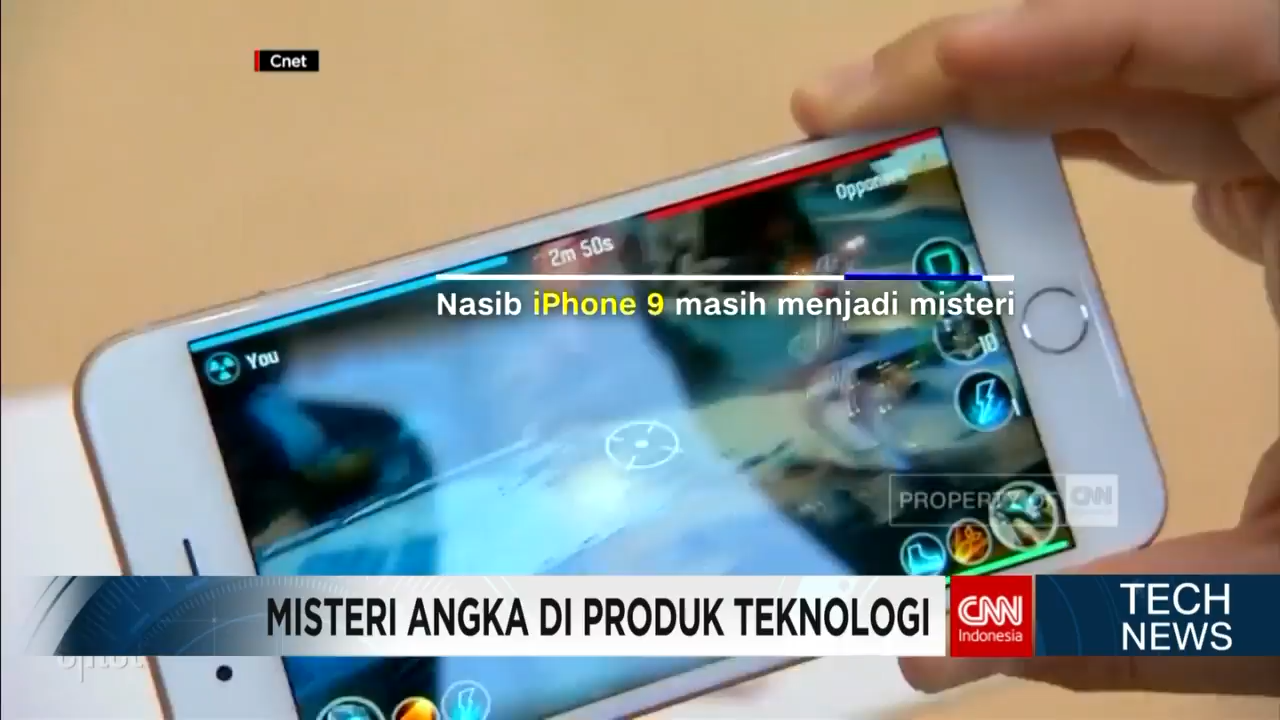 Cnet
Opponent
2m 50s
Nasib iPhone 9 masih menjadi misteri
You
10
PROPERTY OF CNN
MISTERI ANGKA DI PRODUK TEKNOLOGI
CNN
Indonesia
TECH
NEWS